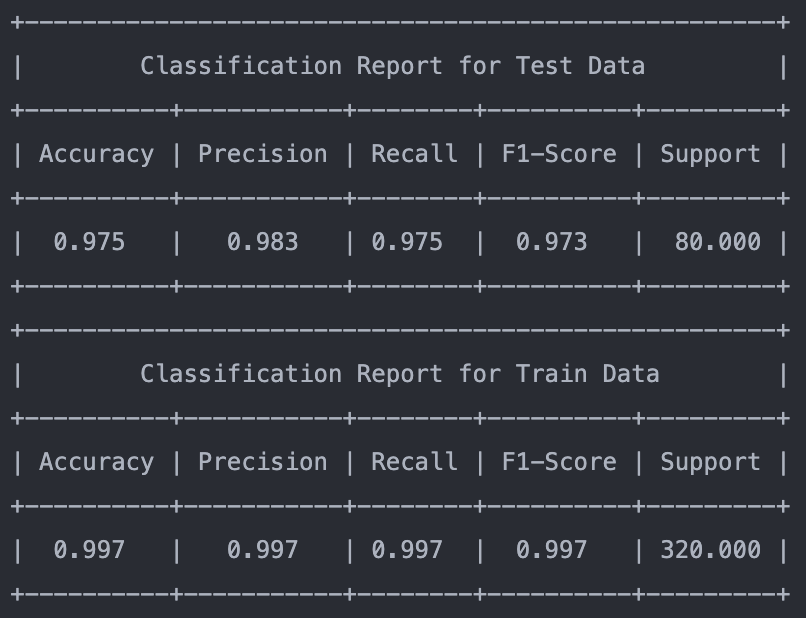 Classification Report for Test Data
| Accuracy | Precision | Recall | F1-Score | Support |
| 0.975 | 0.983 | 0.975 | 0.973 | 80.000 |
Classification Report for Train Data
| Accuracy | Precision | Recall | F1-Score | Support |
| 0.997 | 0.997 | 0.997 | 0.997 | 320.000 |